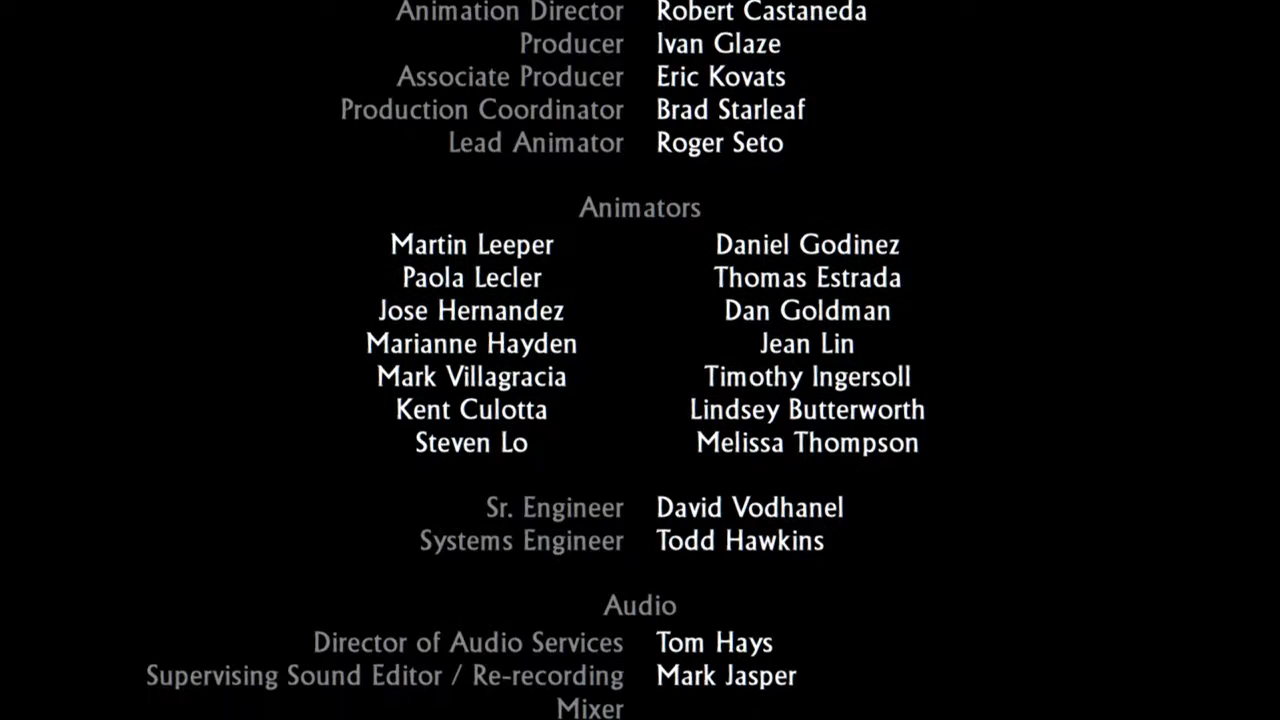 Animation Director Robert Castaneda
Producer Ivan Glaze
Associate Producer Eric Kovats
Production Coordinator Brad Starleaf
Lead Animator Roger Seto
Animators
Martin Leeper Daniel Godinez
Paola Lecler Thomas Estrada
Jose Hernandez Dan Goldman
Marianne Hayden Jean Lin
Mark Villagracia Timothy Ingersoll
Kent Culotta Lindsey Butterworth
Steven Lo Melissa Thompson
Sr. Engineer David Vodhanel
Systems Engineer Todd Hawkins
Audio
Director of Audio Services Tom Hays
Supervising Sound Editor / Re-recording Mark Jasper
Mixer